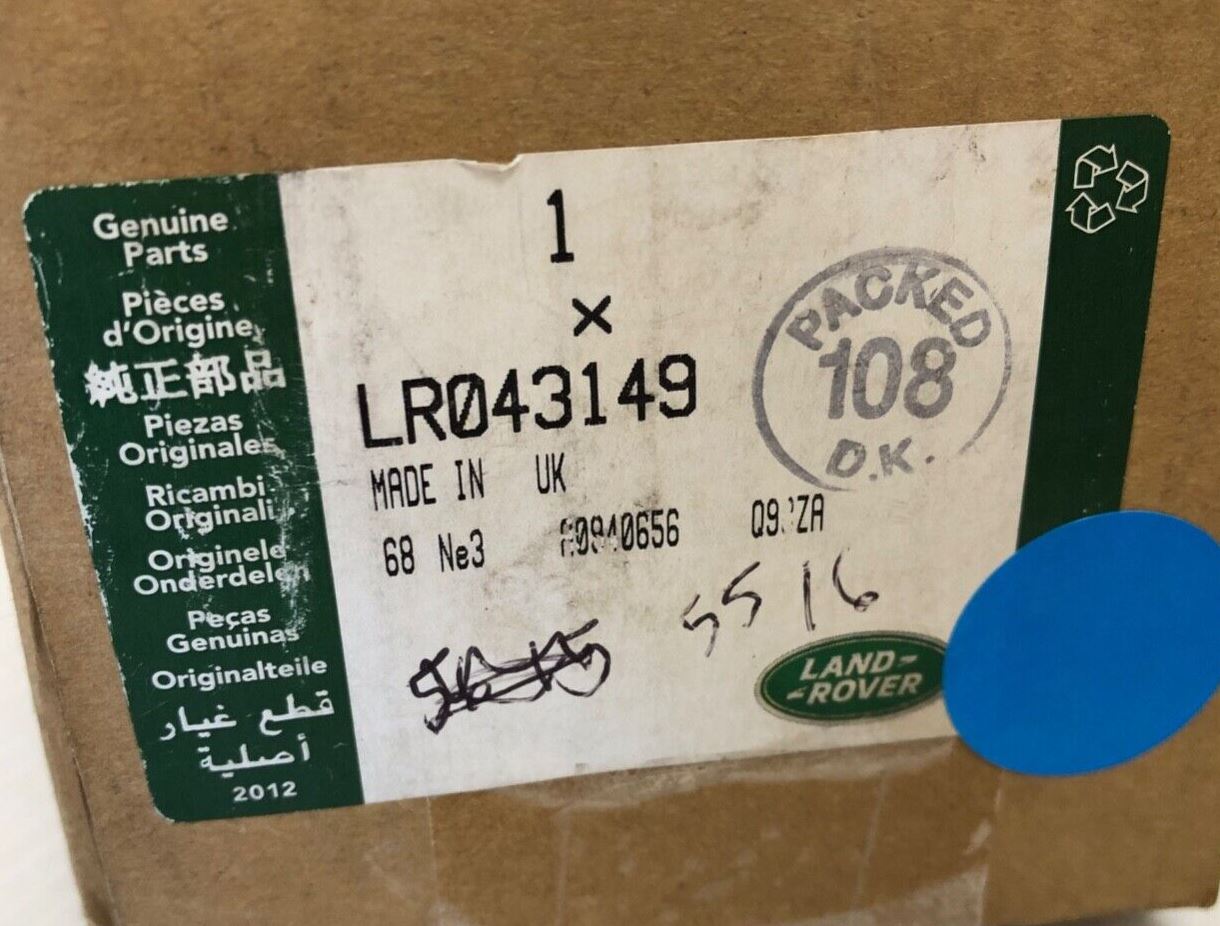 Genuine
Parts
Pièces
d'Origine
純正部品
Piezas
Originales
Ricambi
Originali
Originele
Onderdelen
Peças
Genuinas
Originalteile
قطع غيار
أصلية
2012
1
×
LR043149
MADE IN UK
68 Ne3
5516
PACKED
108
O.K.
LAND-
-ROVER